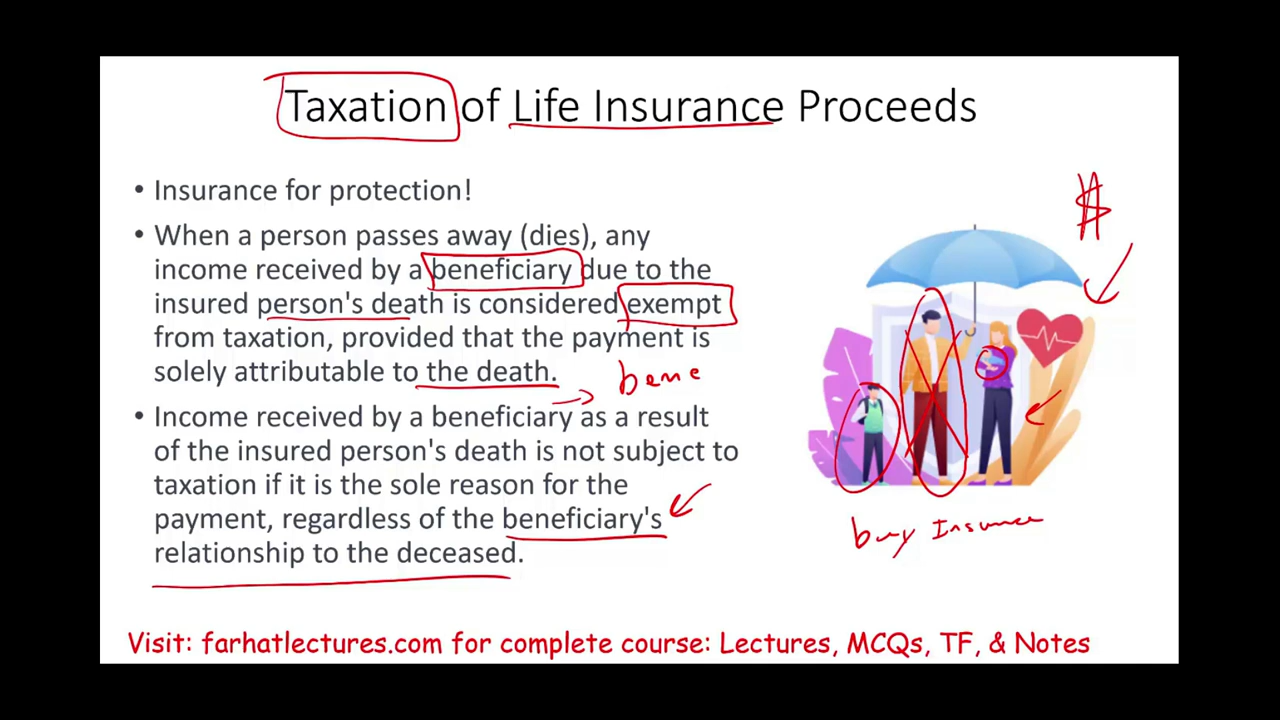 Taxation of Life Insurance Proceeds
• Insurance for protection!
• When a person passes away (dies), any
income received by a beneficiary due to the
insured person's death is considered exempt
from taxation, provided that the payment is
solely attributable to the death.
bene
• Income received by a beneficiary as a result
of the insured person's death is not subject to
taxation if it is the sole reason for the
payment, regardless of the beneficiary's
relationship to the deceased.
$
buy Insurance
Visit: farhatlectures.com for complete course: Lectures, MCQs, TF, & Notes